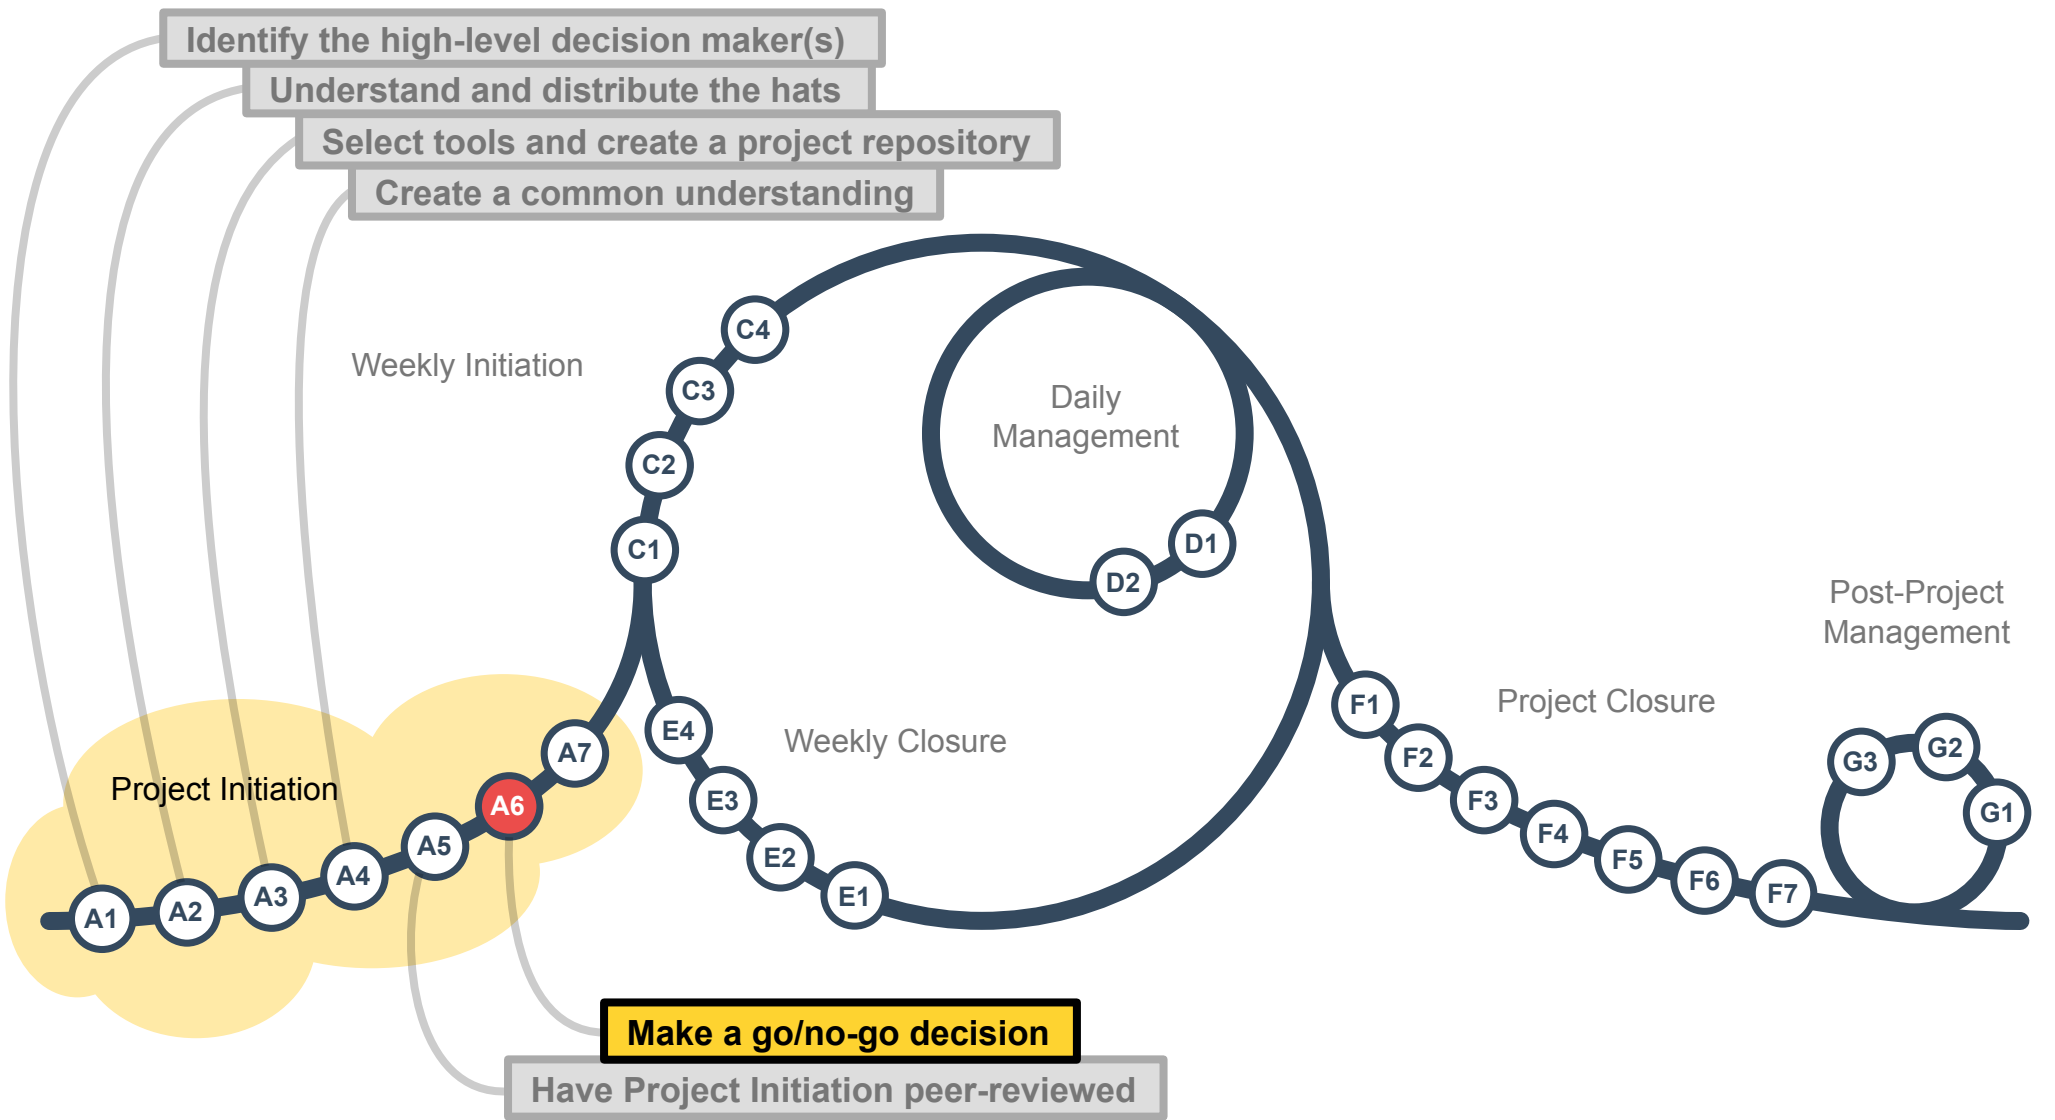 Identify the high-level decision maker(s)
Understand and distribute the hats
Select tools and create a project repository
Create a common understanding
C4
Weekly Initiation
C3
Daily
Management
C2
C1
D1
D2
Post-Project
Management
Project Closure
F1
E4
Weekly Closure
A7
F2
G3
G2
Project Initiation
A6
E3
F3
G1
A5
E2
F4
A4
E1
F5
A3
F6
A2
F7
A1
Make a go/no-go decision
Have Project Initiation peer-reviewed